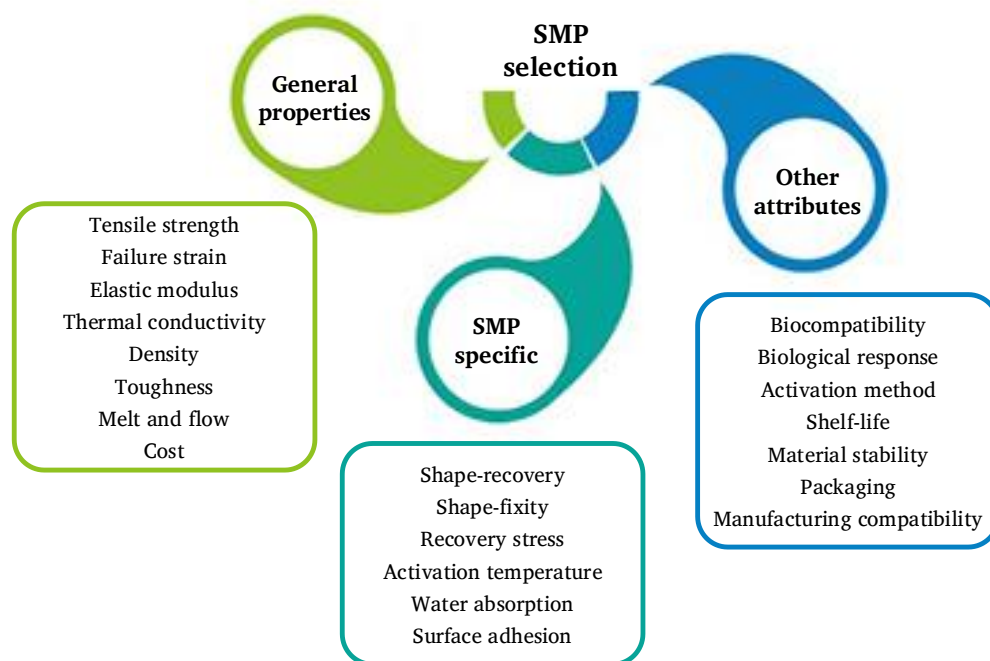 SMP
selection
General
properties
Tensile strength
Failure strain
Elastic modulus
Thermal conductivity
Density
Toughness
Melt and flow
Cost
SMP
specific
Shape-recovery
Shape-fixity
Recovery stress
Activation temperature
Water absorption
Surface adhesion
Other
attributes
Biocompatibility
Biological response
Activation method
Shelf-life
Material stability
Packaging
Manufacturing compatibility